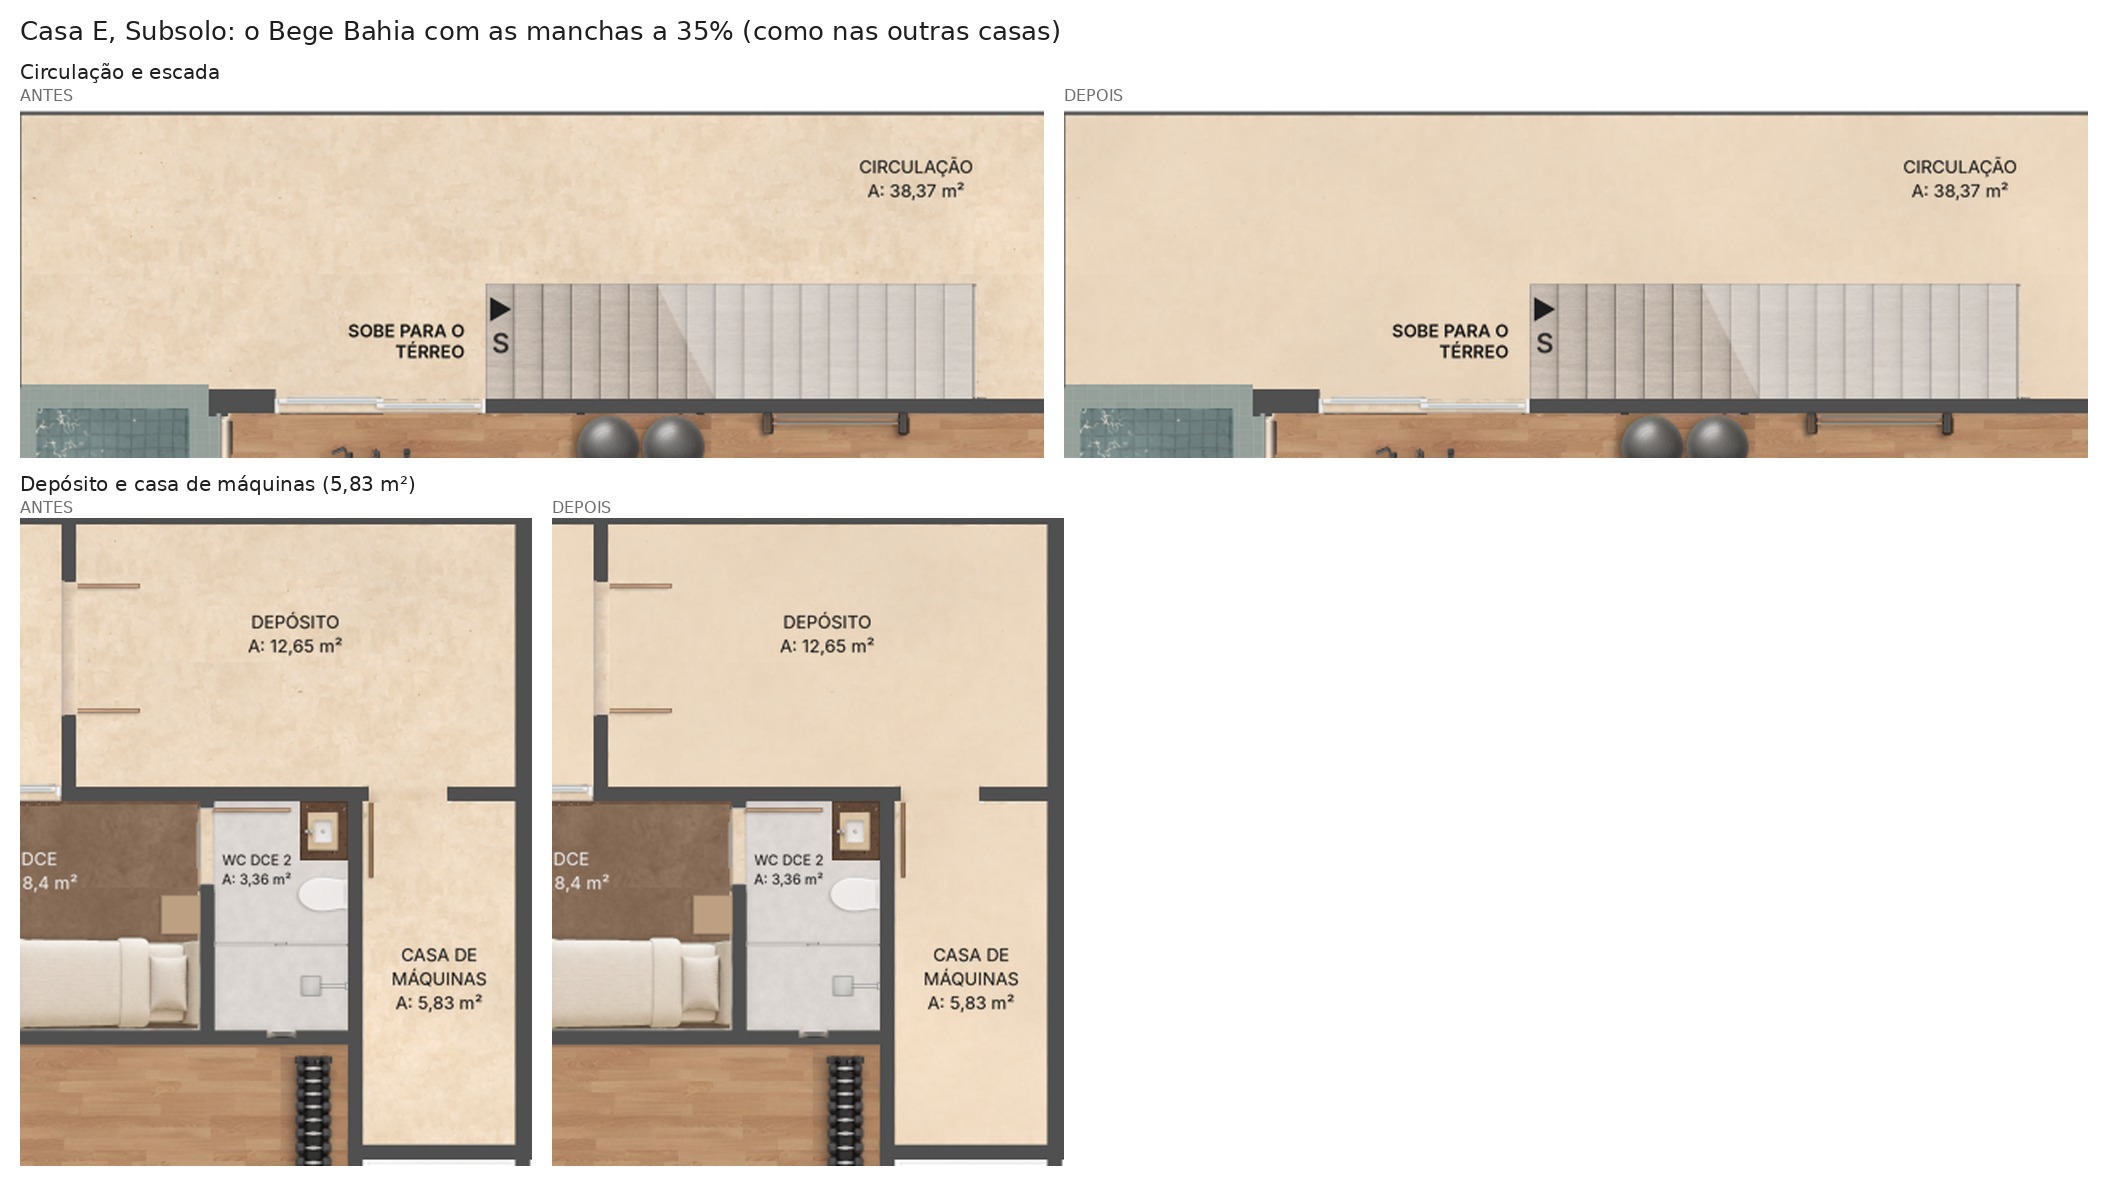 Casa E, Subsolo: o Bege Bahia com as manchas a 35% (como nas outras casas)
Circulação e escada
ANTES
DEPOIS
CIRCULAÇÃO
A: 38,37 m²
SOBE PARA O
TÉRREO
S
CIRCULAÇÃO
A: 38,37 m²
SOBE PARA O
TÉRREO
S
Depósito e casa de máquinas (5,83 m²)
ANTES
DEPOIS
DEPÓSITO
A: 12,65 m²
DCE
8,4 m²
WC DCE 2
A: 3,36 m²
CASA DE
MÁQUINAS
A: 5,83 m²
DEPÓSITO
A: 12,65 m²
DCE
8,4 m²
WC DCE 2
A: 3,36 m²
CASA DE
MÁQUINAS
A: 5,83 m²